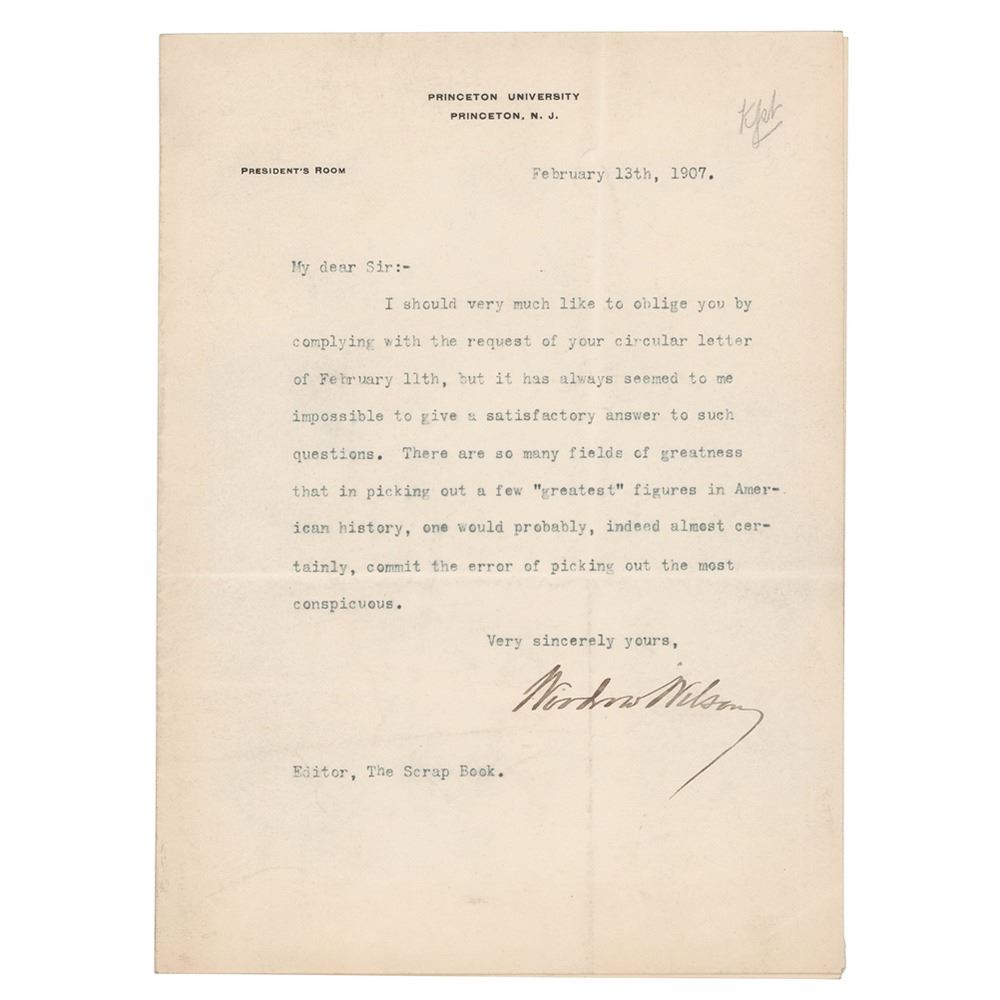 PRINCETON UNIVERSITY
PRINCETON, N. J.
PRESIDENT'S ROOM
February 13th, 1907.
My dear Sir:-
I should very much like to oblige you by
complying with the request of your circular letter
of February 11th, but it has always seemed to me
impossible to give a satisfactory answer to such
questions. There are so many fields of greatness
that in picking out a few "greatest" figures in Amer-
ican history, one would probably, indeed almost cer-
tainly, commit the error of picking out the most
conspicuous.
Very sincerely yours,
Woodrow Wilson
Editor, The Scrap Book.